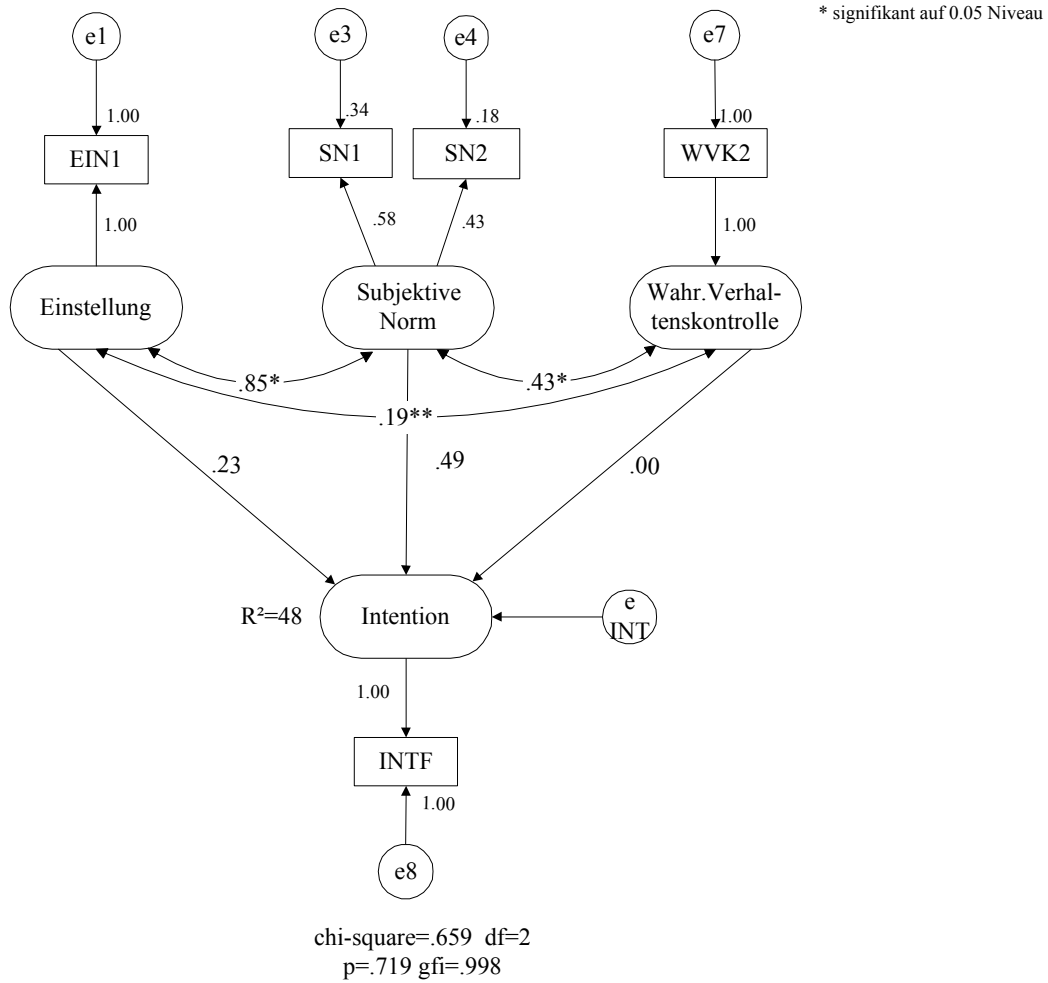 * signifikant auf 0.05 Niveau
e1
e3
e4
e7
1.00
.34
.18
1.00
EIN1
SN1
SN2
WVK2
1.00
.58
.43
1.00
Einstellung
Subjektive
Norm
Wahr.Verhal-
tenskontrolle
.85*
.43*
.19**
.23
.49
.00
R²=48
Intention
e
INT
1.00
INTF
1.00
e8
chi-square=.659 df=2
p=.719 gfi=.998